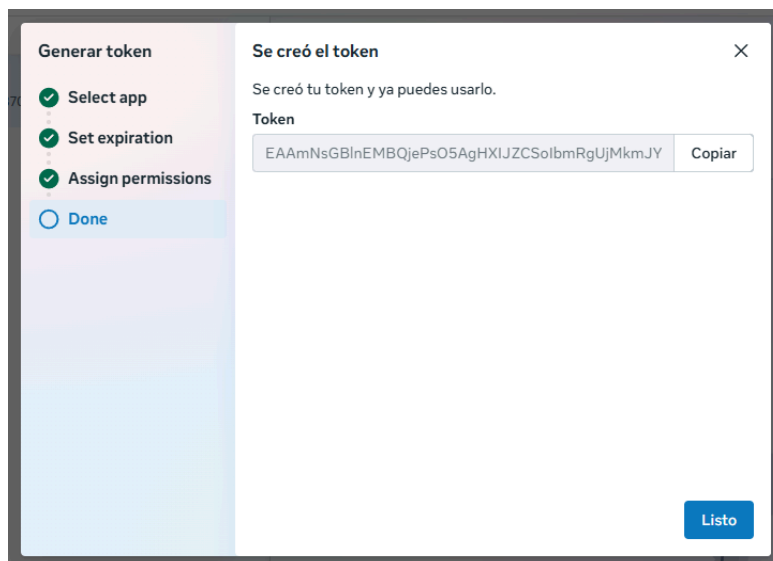 Generar token
Select app
Set expiration
Assign permissions
Done
Se creó el token
Se creó tu token y ya puedes usarlo.
Token
EAAmNsGBlnEMBQjePsO5AgHXIJZCSolbmRgUjMkmJY
Copiar
Listo